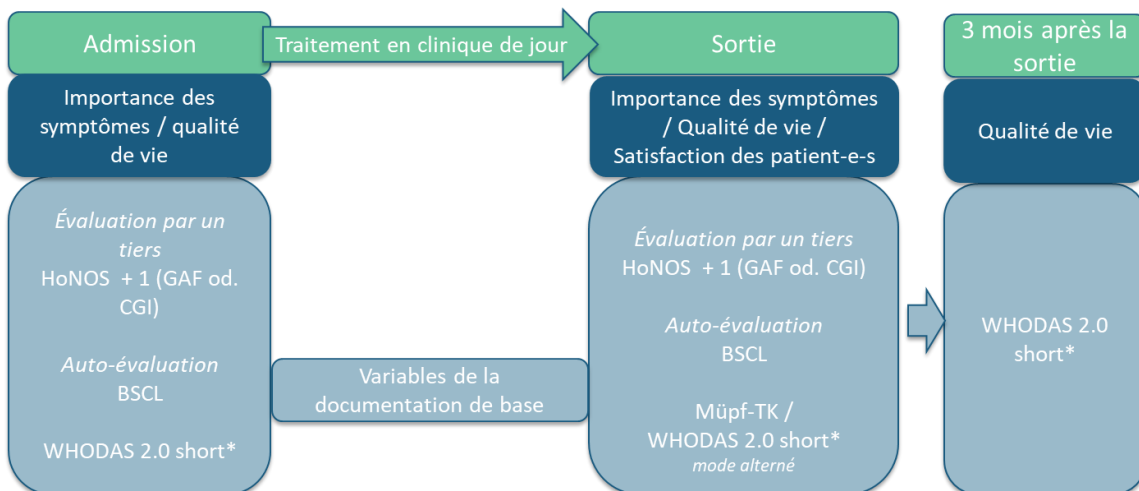 Admission
Traitement en clinique de jour
Sortie
3 mois après la
sortie
Importance des
symptômes / qualité
de vie
Importance des symptômes
/ Qualité de vie /
Satisfaction des patient-e-s
Qualité de vie
Évaluation par un
tiers
HoNOS + 1 (GAF od.
CGI)
Auto-évaluation
BSCL
WHODAS 2.0 short*
Variables de la
documentation de base
Évaluation par un tiers
HoNOS + 1 (GAF od. CGI)
Auto-évaluation
BSCL
Müpf-TK /
WHODAS 2.0 short*
mode alterné
WHODAS 2.0
short*